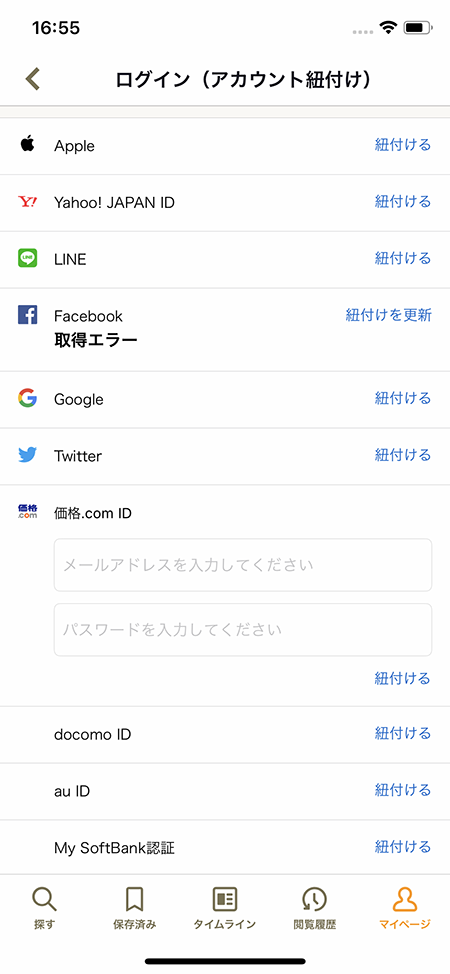 16:55
ログイン（アカウント紐付け）
Apple 紐付ける
Yahoo! JAPAN ID 紐付ける
LINE 紐付ける
Facebook 紐付けを更新
取得エラー
Google 紐付ける
Twitter 紐付ける
価格.com 価格.com ID
メールアドレスを入力してください
パスワードを入力してください
紐付ける
docomo ID 紐付ける
au ID 紐付ける
My SoftBank認証 紐付ける
探す 保存済み タイムライン 閲覧履歴 マイページ